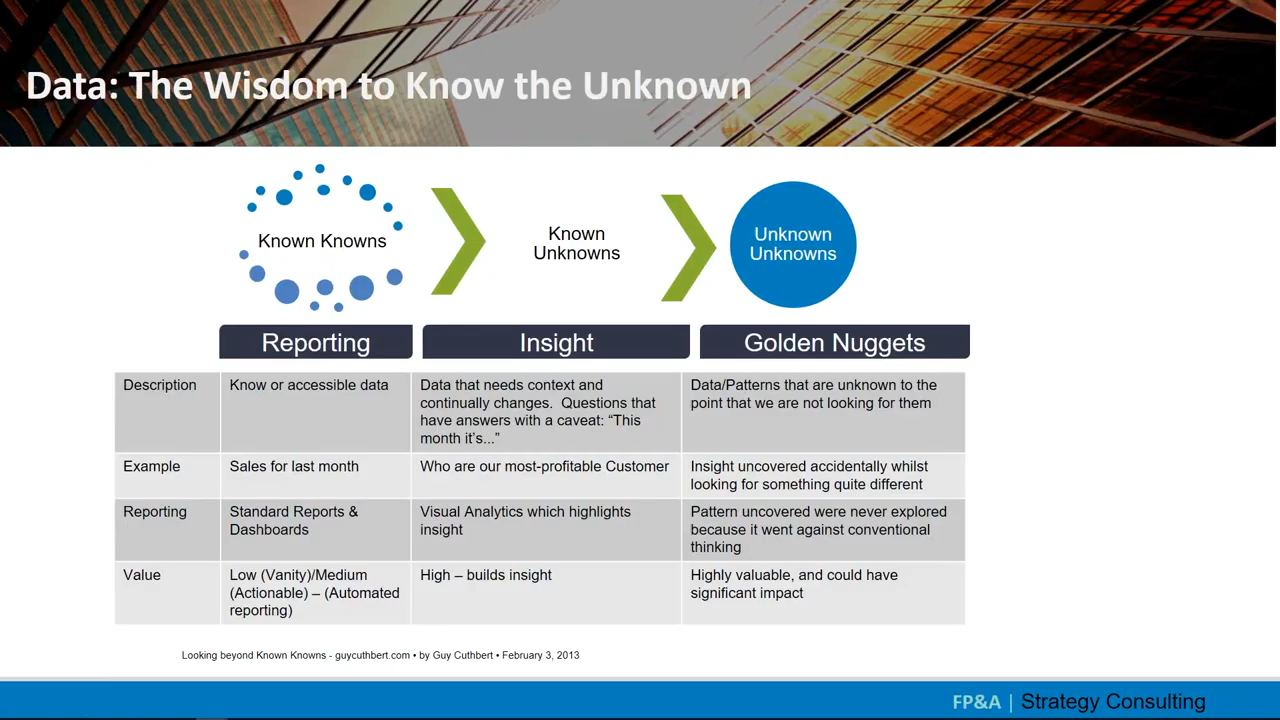 Data: The Wisdom to Know the Unknown
Known Knowns
Known
Unknowns
Unknown
Unknowns
Reporting
Insight
Golden Nuggets
Description
Know or accessible data
Data that needs context and
continually changes. Questions that
have answers with a caveat: “This
month it’s...”
Data/Patterns that are unknown to the
point that we are not looking for them
Example
Sales for last month
Who are our most-profitable Customer
Insight uncovered accidentally whilst
looking for something quite different
Reporting
Standard Reports &
Dashboards
Visual Analytics which highlights
insight
Pattern uncovered were never explored
because it went against conventional
thinking
Value
Low (Vanity)/Medium
(Actionable) – (Automated
reporting)
High – builds insight
Highly valuable, and could have
significant impact
Looking beyond Known Knowns - guycuthbert.com • by Guy Cuthbert • February 3, 2013
FP&A | Strategy Consulting